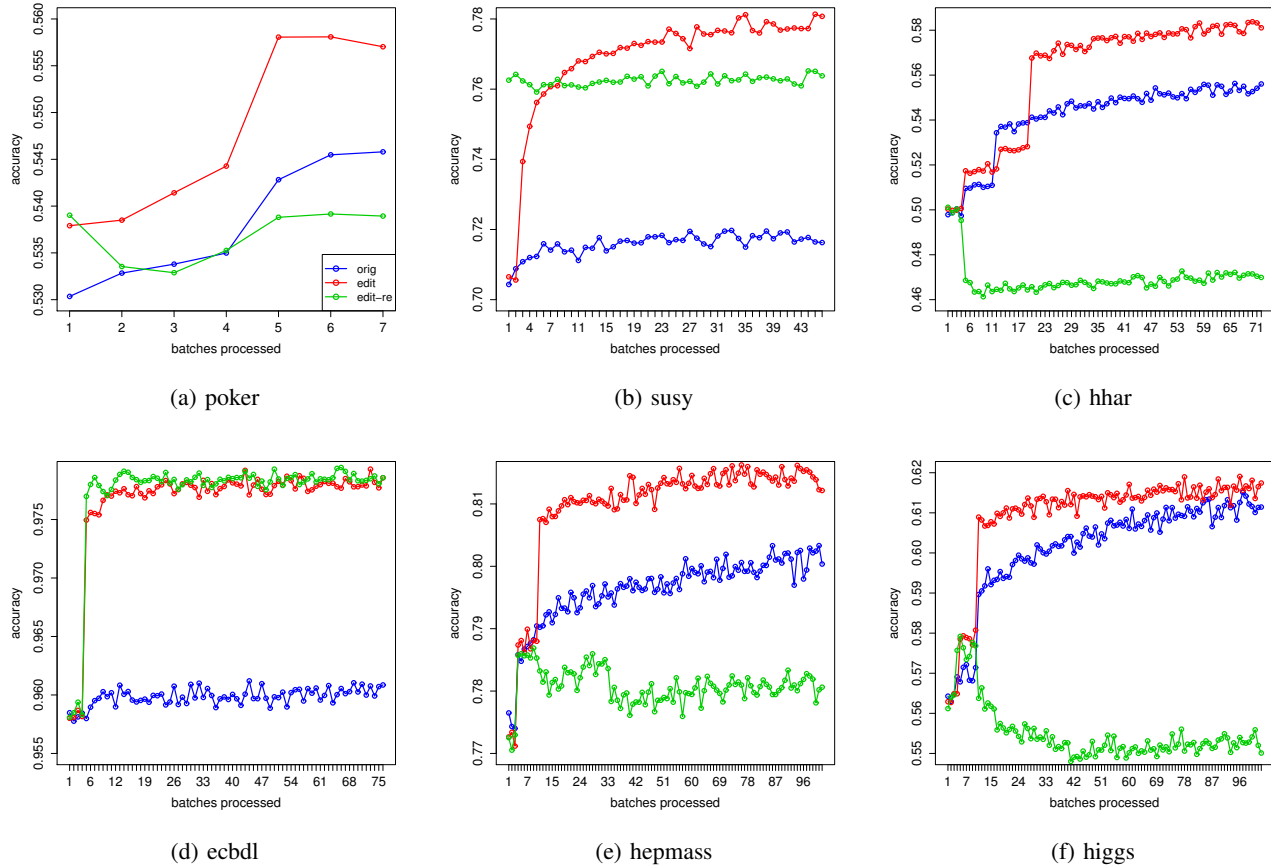 0.560
0.555
0.550
0.545
0.540
0.535
0.530
accuracy
orig
edit
edit−re
1 2 3 4 5 6 7
batches processed
(a) poker
0.78
0.76
0.74
0.72
0.70
accuracy
1 4 7 11 15 19 23 27 31 35 39 43
batches processed
(b) susy
0.58
0.56
0.54
0.52
0.50
0.48
0.46
accuracy
1 6 11 17 23 29 35 41 47 53 59 65 71
batches processed
(c) hhar
0.975
0.970
0.965
0.960
0.955
accuracy
1 6 12 19 26 33 40 47 54 61 68 75
batches processed
(d) ecbdl
0.81
0.80
0.79
0.78
0.77
accuracy
1 7 15 24 33 42 51 60 69 78 87 96
batches processed
(e) hepmass
0.62
0.61
0.60
0.59
0.58
0.57
0.56
0.55
accuracy
1 7 15 24 33 42 51 60 69 78 87 96
batches processed
(f) higgs